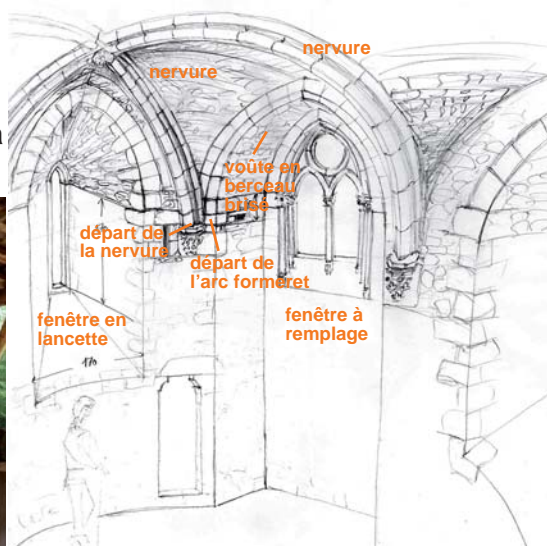 nervure
nervure
voûte en
berceau
brisé
départ de
la nervure
départ de
l'arc formeret
fenêtre en
lancette
fenêtre à
remplage
170